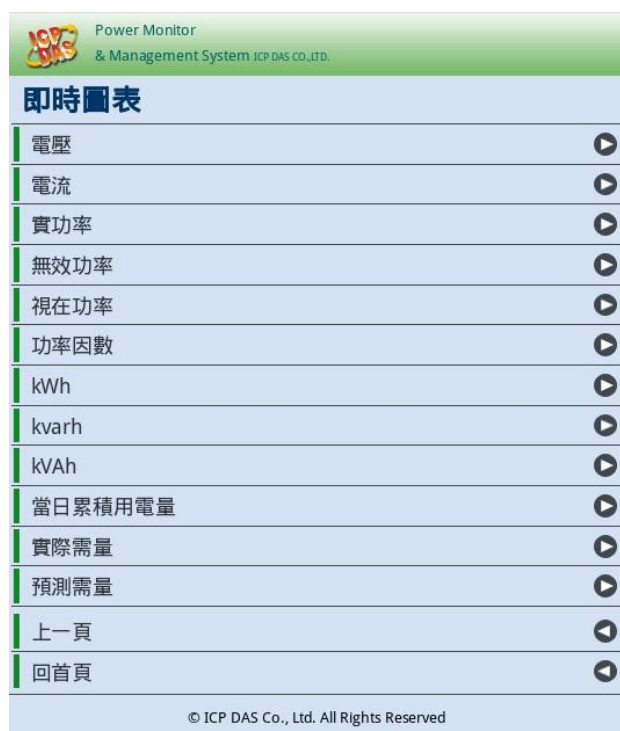 ICP DAS
Power Monitor
& Management System ICP DAS CO.,LTD.
即時圖表
電壓
電流
實功率
無效功率
視在功率
功率因數
kWh
kvarh
kVAh
當日累積用電量
實際需量
預測需量
上一頁
回首頁
© ICP DAS Co., Ltd. All Rights Reserved